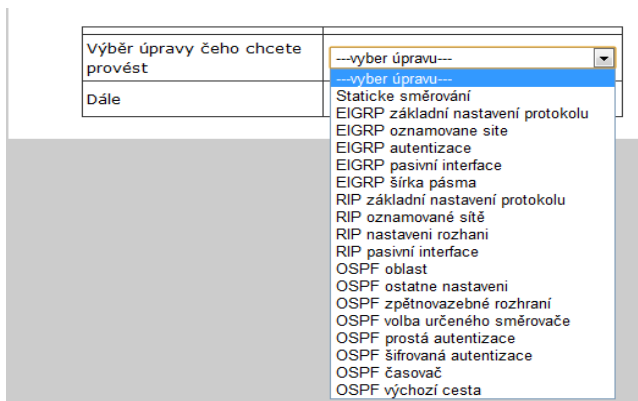 Výběr úpravy čeho chcete
provést
---vyber úpravu---
---vyber úpravu---
Dále
Staticke směrování
EIGRP základní nastavení protokolu
EIGRP oznamovane site
EIGRP autentizace
EIGRP pasivní interface
EIGRP šírka pásma
RIP základní nastavení protokolu
RIP oznamované sítě
RIP nastaveni rozhani
RIP pasivní interface
OSPF oblast
OSPF ostatne nastaveni
OSPF zpětnovazebné rozhraní
OSPF volba určeného směrovače
OSPF prostá autentizace
OSPF šifrovaná autentizace
OSPF časovač
OSPF výchozí cesta